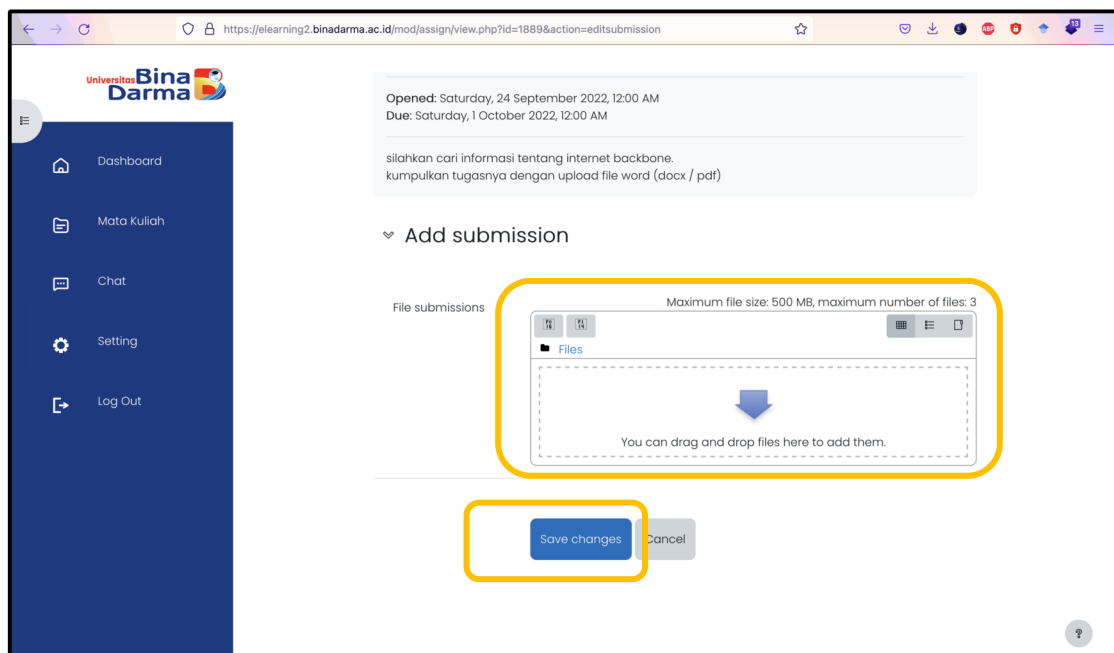 https://elearning2.binadarma.ac.id/mod/assign/view.php?id=1889&action=editsubmission
ABP
13
Universitas Bina
Darma
Dashboard
Mata Kuliah
Chat
Setting
Log Out
Opened: Saturday, 24 September 2022, 12:00 AM
Due: Saturday, 1 October 2022, 12:00 AM
silahkan cari informasi tentang internet backbone.
kumpulkan tugasnya dengan upload file word (docx / pdf)
Add submission
File submissions
Maximum file size: 500 MB, maximum number of files: 3
Files
You can drag and drop files here to add them.
Save changes
Cancel
?